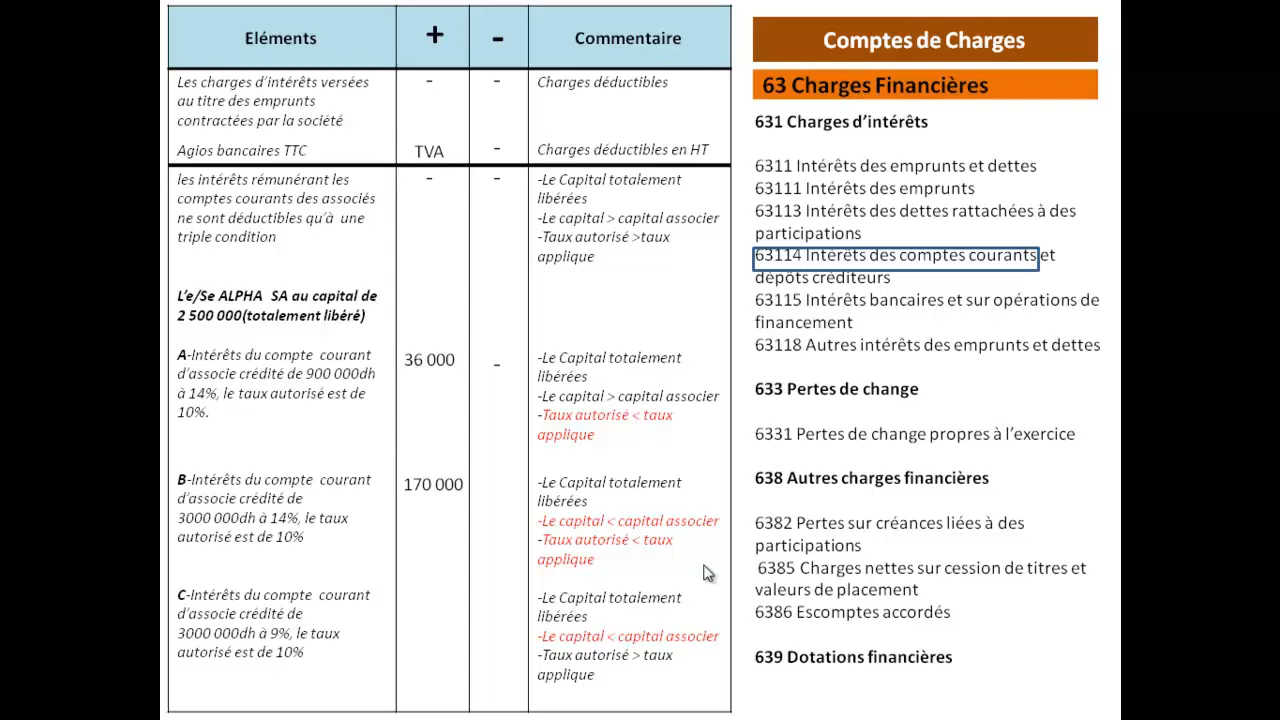 Eléments + - Commentaire
Les charges d’intérêts versées - - Charges déductibles
au titre des emprunts
contractées par la société
Agios bancaires TTC TVA - Charges déductibles en HT
les intérêts rémunérant les - - -Le Capital totalement
comptes courants des associés libérées
ne sont déductibles qu’à une -Le capital > capital associer
triple condition -Taux autorisé >taux
applique
L’e/Se ALPHA SA au capital de
2 500 000(totalement libéré)
A-Intérêts du compte courant 36 000 - -Le Capital totalement
d’associe crédité de 900 000dh libérées
à 14%, le taux autorisé est de -Le capital > capital associer
10%. -Taux autorisé < taux
applique
B-Intérêts du compte courant 170 000 -Le Capital totalement
d’associe crédité de libérées
3000 000dh à 14%, le taux -Le capital < capital associer
autorisé est de 10% -Taux autorisé < taux
applique
C-Intérêts du compte courant -Le Capital totalement
d’associe crédité de libérées
3000 000dh à 9%, le taux -Le capital < capital associer
autorisé est de 10% -Taux autorisé > taux
applique
Comptes de Charges
63 Charges Financières
631 Charges d’intérêts
6311 Intérêts des emprunts et dettes
63111 Intérêts des emprunts
63113 Intérêts des dettes rattachées à des
participations
63114 Intérêts des comptes courants et
dépôts créditeurs
63115 Intérêts bancaires et sur opérations de
financement
63118 Autres intérêts des emprunts et dettes
633 Pertes de change
6331 Pertes de change propres à l’exercice
638 Autres charges financières
6382 Pertes sur créances liées à des
participations
6385 Charges nettes sur cession de titres et
valeurs de placement
6386 Escomptes accordés
639 Dotations financières